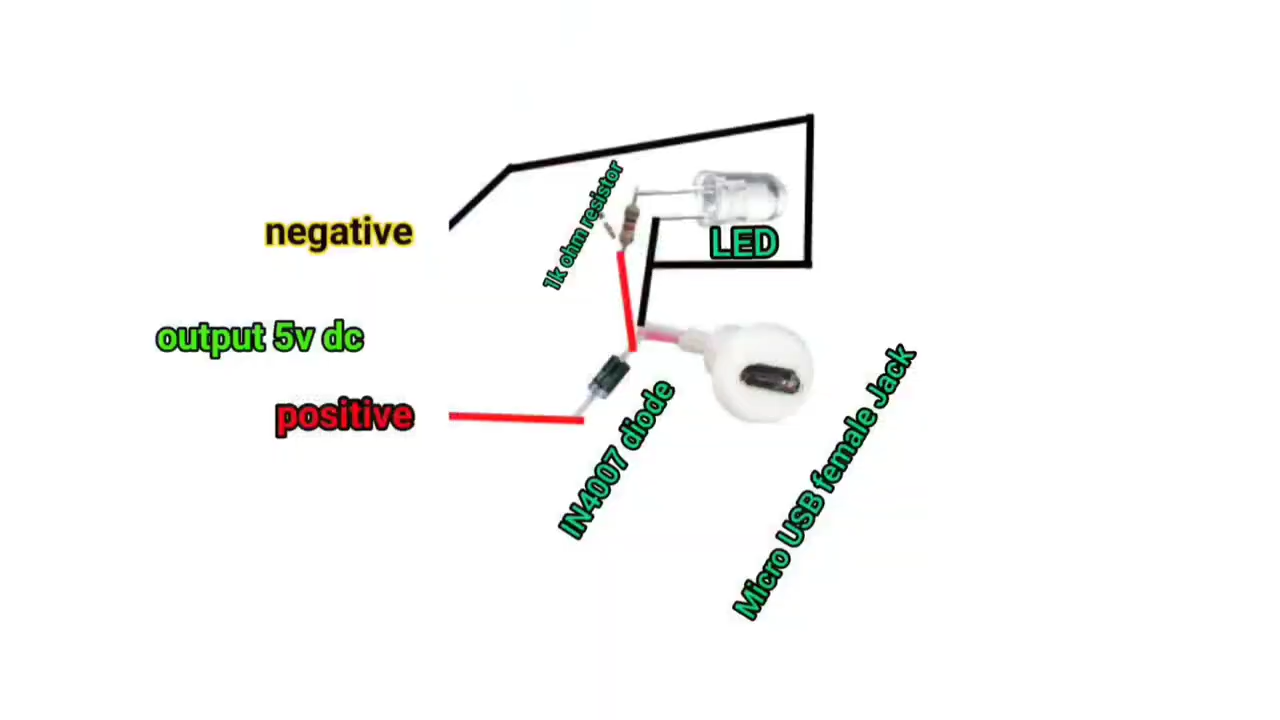 1k ohm resistor
negative
LED
output 5v dc
positive
IN4007 diode
Micro USB female Jack